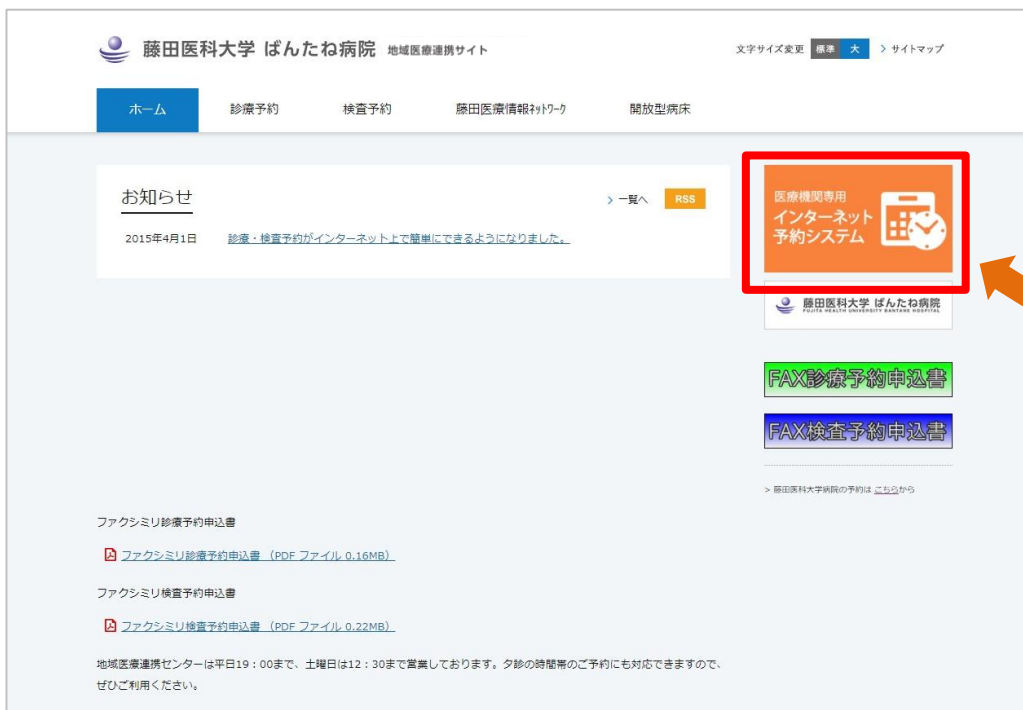 藤田医科大学 ばんたね病院 地域医療連携サイト
文字サイズ変更 標準 大 > サイトマップ
ホーム 診療予約 検査予約 藤田医療情報ﾈｯﾄﾜｰｸ 開放型病床
お知らせ
> 一覧へ RSS
2015年4月1日 診療・検査予約がインターネット上で簡単にできるようになりました。
医療機関専用
インターネット
予約システム
藤田医科大学 ばんたね病院
FUJITA HEALTH UNIVERSITY BANTANE HOSPITAL
FAX診療予約申込書
FAX検査予約申込書
> 藤田医科大学病院の予約は こちらから
ファクシミリ診療予約申込書
ファクシミリ診療予約申込書 （PDF ファイル 0.16MB）
ファクシミリ検査予約申込書
ファクシミリ検査予約申込書 （PDF ファイル 0.22MB）
地域医療連携センターは平日19：00まで、土曜日は12：30まで営業しております。夕診の時間帯のご予約にも対応できますので、
ぜひご利用ください。